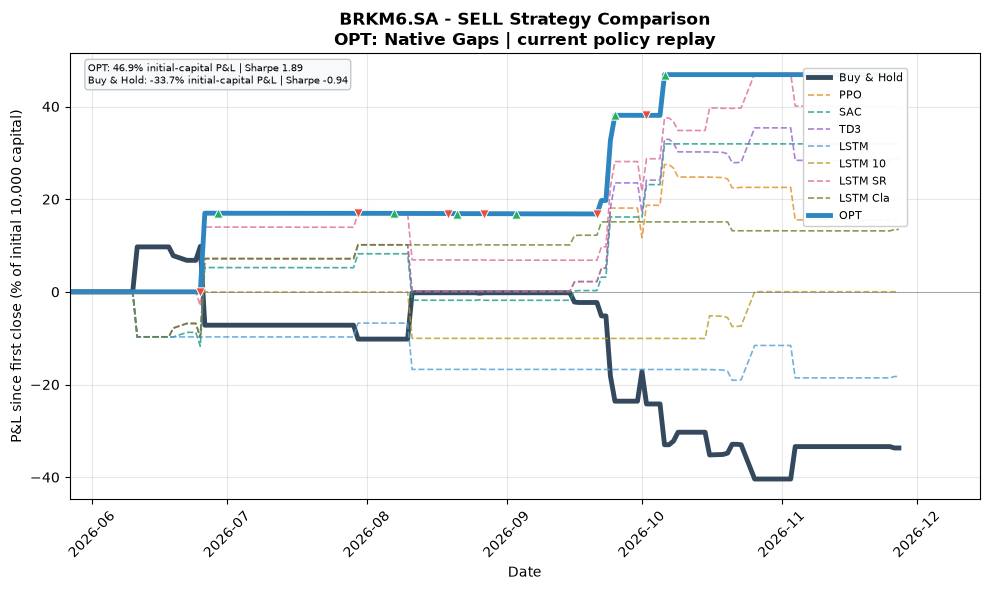 BRKM6.SA - SELL Strategy Comparison
OPT: Native Gaps | current policy replay
OPT: 46.9% initial-capital P&L | Sharpe 1.89
Buy & Hold: -33.7% initial-capital P&L | Sharpe -0.94
Buy & Hold
PPO
SAC
TD3
LSTM
LSTM 10
LSTM SR
LSTM Cla
OPT
P&L since first close (% of initial 10,000 capital)
40
20
0
−20
−40
2026-06
2026-07
2026-08
2026-09
2026-10
2026-11
2026-12
Date